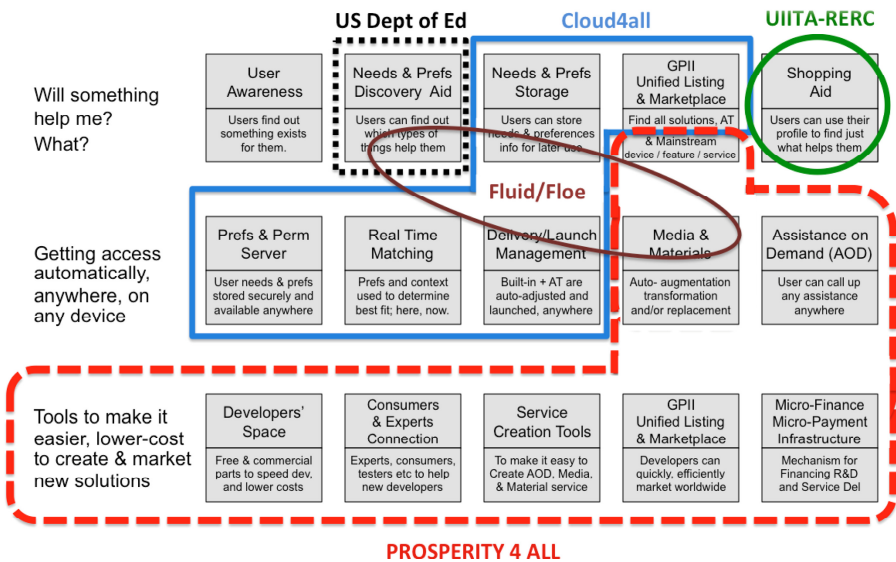 US Dept of Ed
Cloud4all
UIITA-RERC
Will something
help me?
What?
User
Awareness
Users find out
something exists
for them.
Needs & Prefs
Discovery Aid
Users can find out
which types of
things help them
Needs & Prefs
Storage
Users can store
needs & preferences
info for later use
GPII
Unified Listing
& Marketplace
Find all solutions, AT
& Mainstream
device / feature / service
Shopping
Aid
Users can use their
profile to find just
what helps them
Fluid/Floe
Getting access
automatically,
anywhere, on
any device
Prefs & Perm
Server
User needs & prefs
stored securely and
available anywhere
Real Time
Matching
Prefs and context
used to determine
best fit; here, now.
Delivery/Launch
Management
Built-in + AT are
auto-adjusted and
launched, anywhere
Media &
Materials
Auto- augmentation
transformation
and/or replacement
Assistance on
Demand (AOD)
User can call up
any assistance
anywhere
Tools to make it
easier, lower-cost
to create & market
new solutions
Developers'
Space
Free & commercial
parts to speed dev.
and lower costs
Consumers
& Experts
Connection
Experts, consumers,
testers etc to help
new developers
Service
Creation Tools
To make it easy to
Create AOD, Media,
& Material service
GPII
Unified Listing
& Marketplace
Developers can
quickly, efficiently
market worldwide
Micro-Finance
Micro-Payment
Infrastructure
Mechanism for
Financing R&D
and Service Del
PROSPERITY 4 ALL